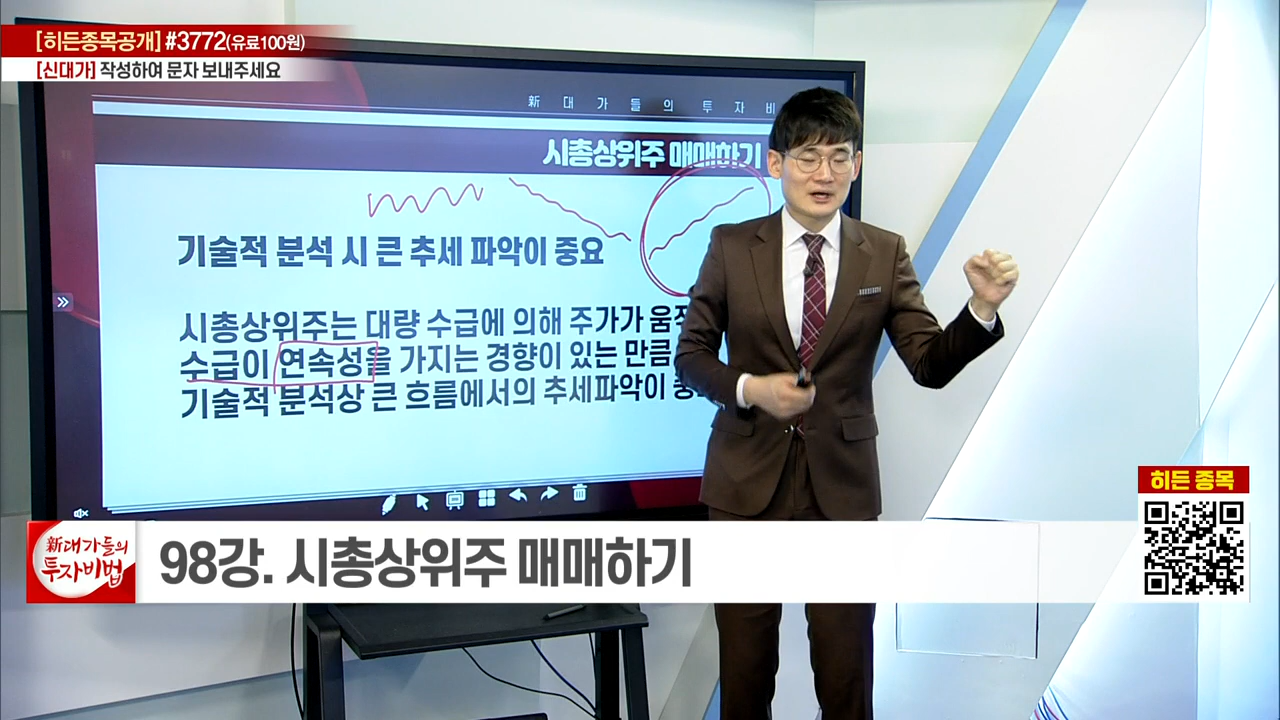 [히든종목공개] #3772(유료100원)
[신대가] 작성하여 문자 보내주세요
新 대 가 들 의 투 자 비
시총상위주 매매하기
기술적 분석 시 큰 추세 파악이 중요
시총상위주는 대량 수급에 의해 주가가
수급이 연속성을 가지는 경향이 있는 만큼
기술적 분석상 큰 흐름에서의 추세파악이
히든 종목
新대가들의
투자비법
98강. 시총상위주 매매하기